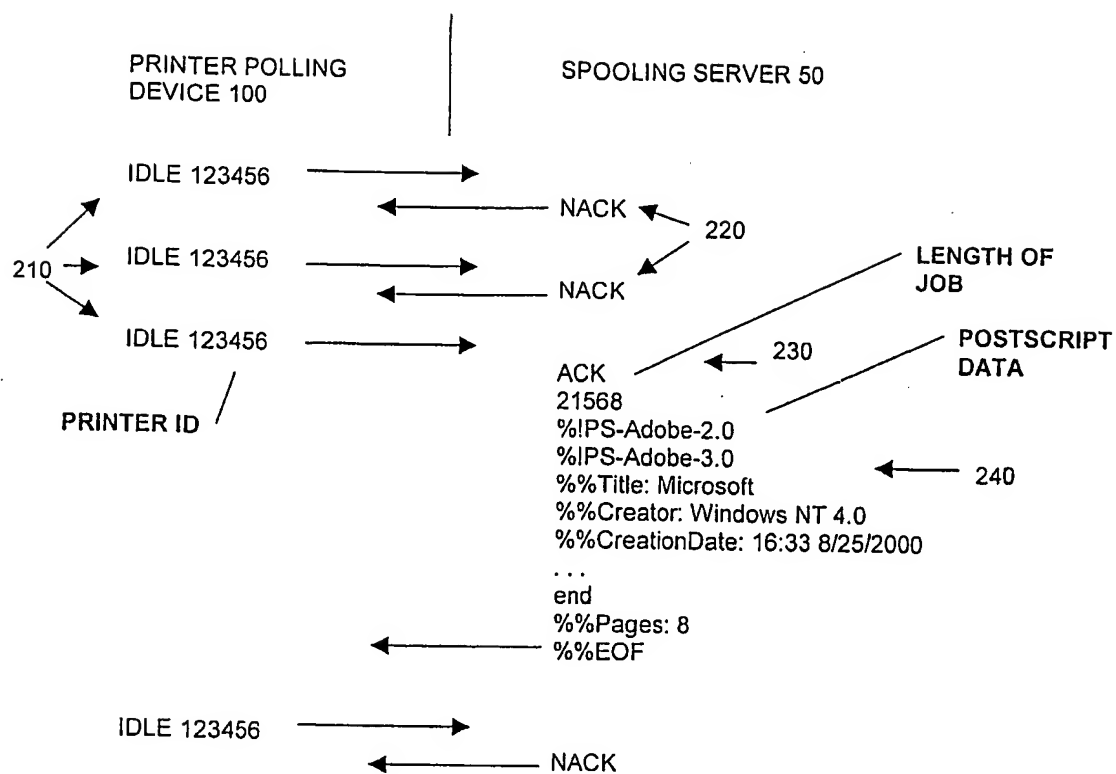 PRINTER POLLING
DEVICE 100
SPOOLING SERVER 50
IDLE 123456
NACK
220
210
IDLE 123456
NACK
LENGTH OF
JOB
IDLE 123456
230
POSTSCRIPT
DATA
PRINTER ID
ACK
21568
%!PS-Adobe-2.0
%!PS-Adobe-3.0
240
%%Title: Microsoft
%%Creator: Windows NT 4.0
%%CreationDate: 16:33 8/25/2000
. . .
end
%%Pages: 8
%%EOF
IDLE 123456
NACK